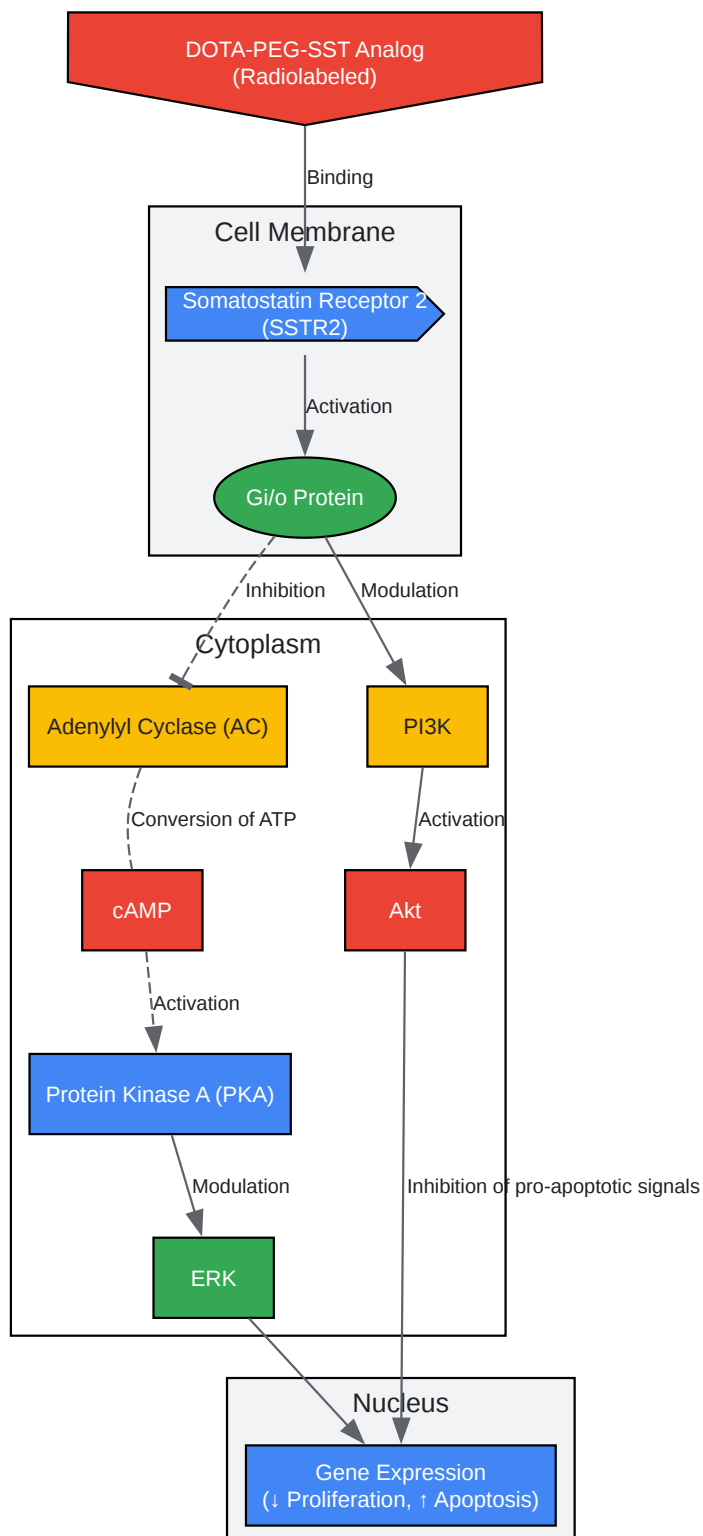 DOTA-PEG-SST Analog
(Radiolabeled)
Binding
Cell Membrane
Somatostatin Receptor 2
(SSTR2)
Activation
Gi/o Protein
Inhibition
Modulation
Cytoplasm
Adenylyl Cyclase (AC)
PI3K
Conversion of ATP
Activation
cAMP
Akt
Activation
Protein Kinase A (PKA)
Modulation
Inhibition of pro-apoptotic signals
ERK
Nucleus
Gene Expression
(↓ Proliferation, ↑ Apoptosis)